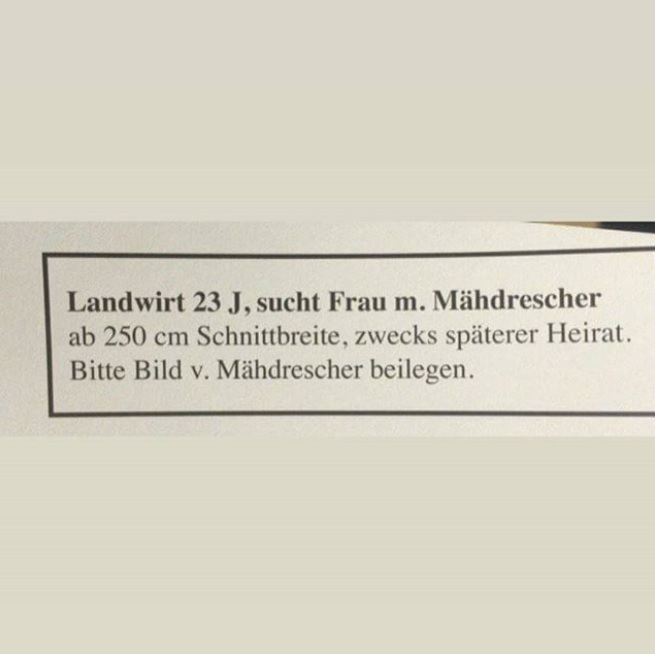 Landwirt 23 J, sucht Frau m. Mähdrescher
ab 250 cm Schnittbreite, zwecks späterer Heirat.
Bitte Bild v. Mähdrescher beilegen.